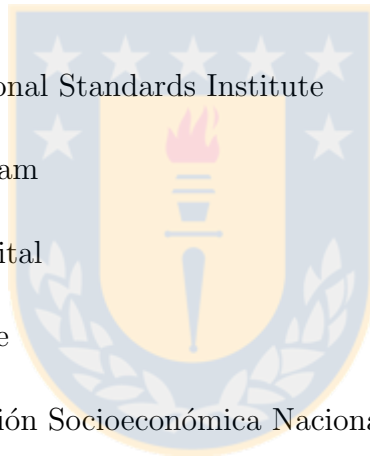 onal Standards Institute
am
ital
e
ión Socioeconómica Naciona